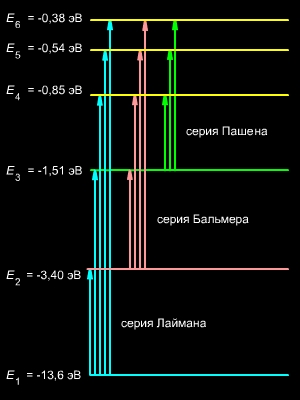 E₆ = -0,38 эВ
E₅ = -0,54 эВ
E₄ = -0,85 эВ
серия Пашена
E₃ = -1,51 эВ
серия Бальмера
E₂ = -3,40 эВ
серия Лаймана
E₁ = -13,6 эВ